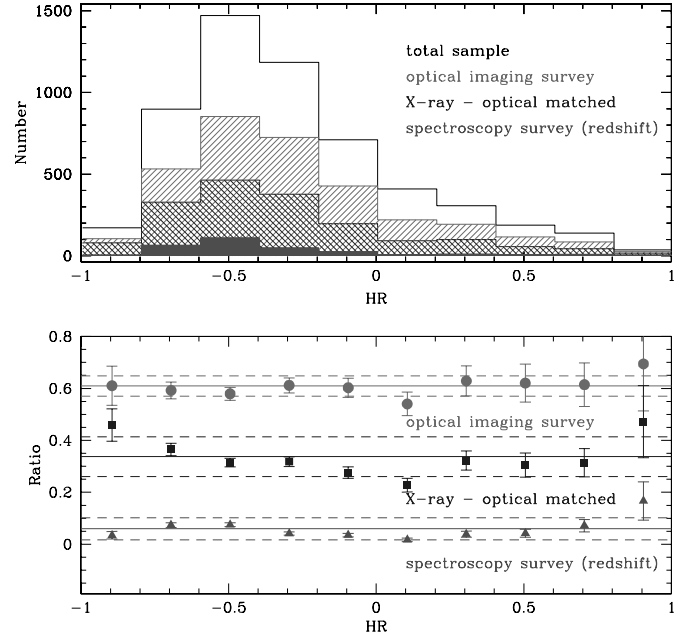 1500
1000
500
0
Number
total sample
optical imaging survey
X-ray - optical matched
spectroscopy survey (redshift)
-1
-0.5
0
0.5
1
HR
0.8
0.6
0.4
0.2
0
Ratio
optical imaging survey
X-ray - optical matched
spectroscopy survey (redshift)
-1
-0.5
0
0.5
1
HR